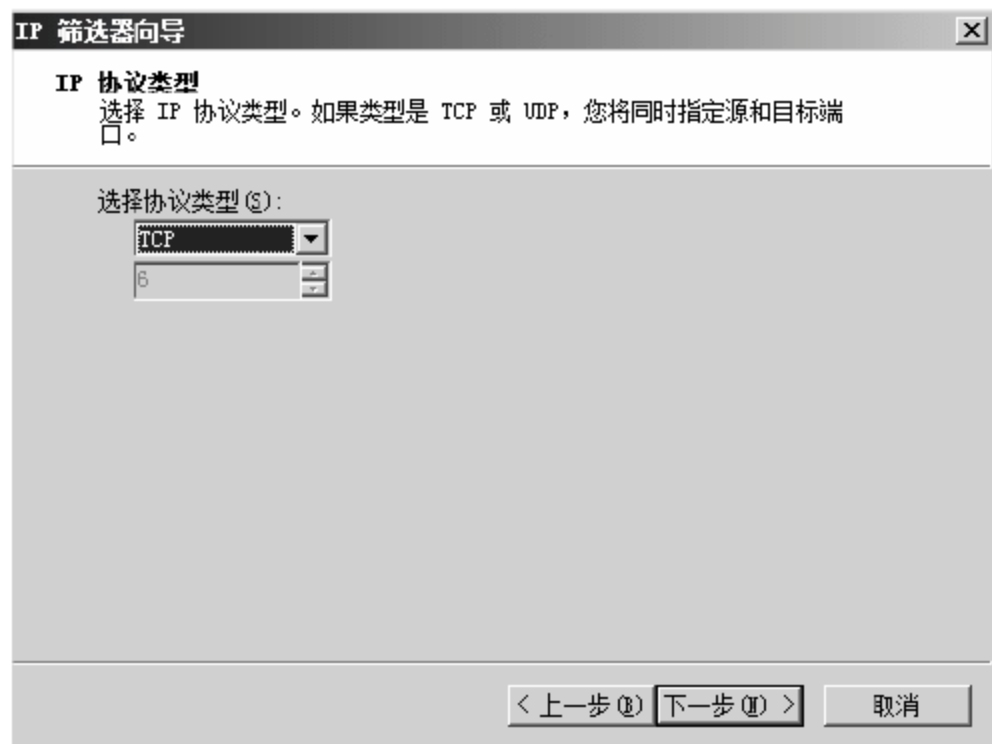 IP 筛选器向导
IP 协议类型
选择 IP 协议类型。如果类型是 TCP 或 UDP，您将同时指定源和目标端
口。
选择协议类型(S):
TCP
6
< 上一步(B) 下一步(N) > 取消